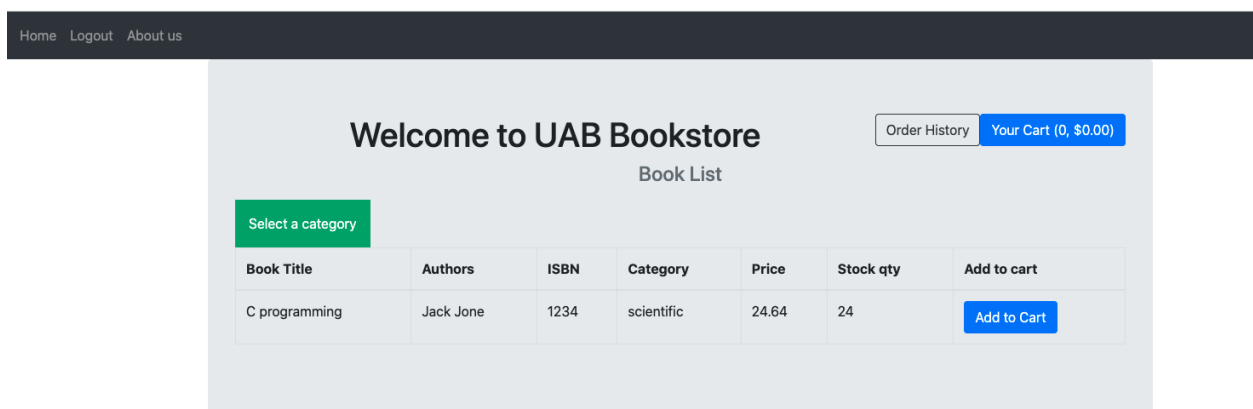 Home Logout About us
Welcome to UAB Bookstore
Order History Your Cart (0, $0.00)
Book List
Select a category
Book Title Authors ISBN Category Price Stock qty Add to cart
C programming Jack Jone 1234 scientific 24.64 24 Add to Cart